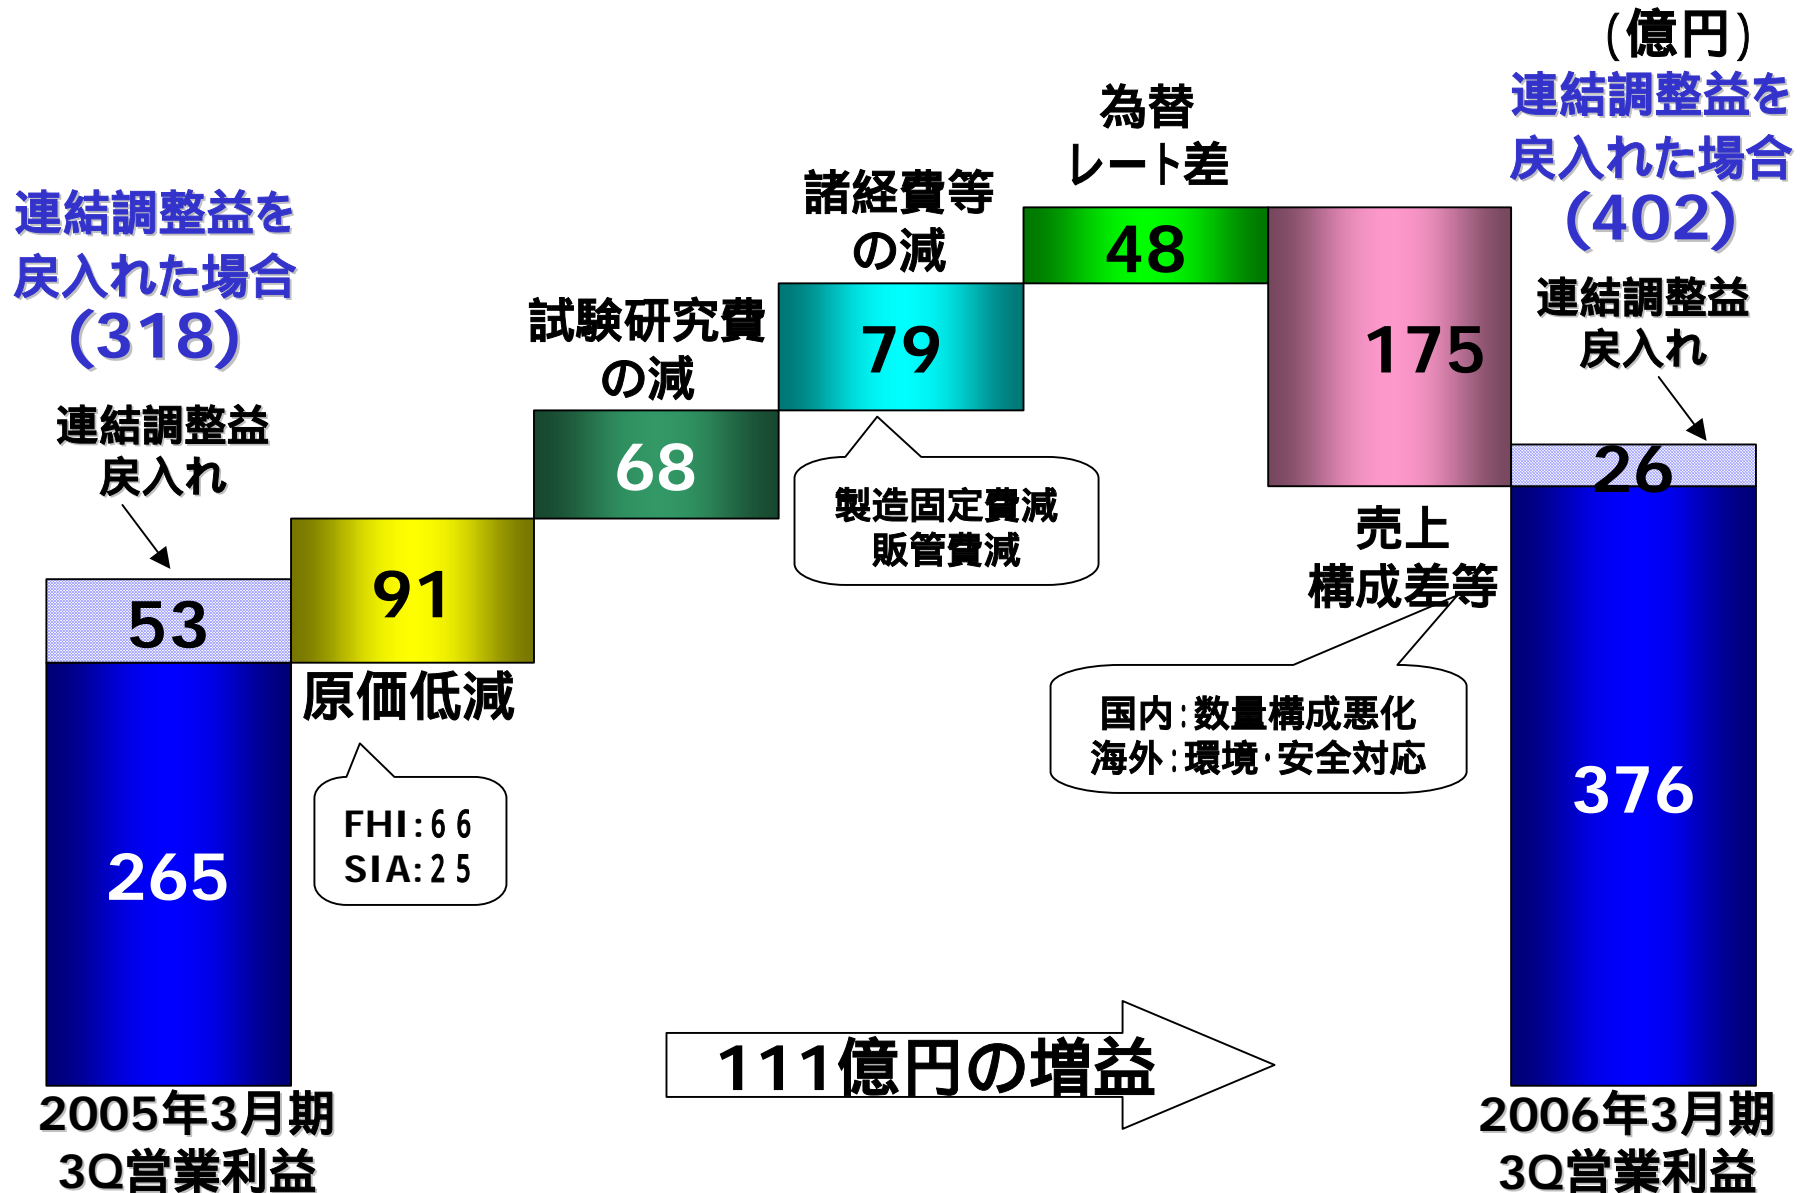 (億円)
連結調整益を
戻入れた場合
(402)
連結調整益
戻入れ
26
376
2006年3月期
3Q営業利益
連結調整益を
戻入れた場合
(318)
連結調整益
戻入れ
53
265
2005年3月期
3Q営業利益
91
原価低減
FHI:66
SIA:25
試験研究費
の減
68
諸経費等
の減
79
製造固定費減
販管費減
為替
レート差
48
175
売上
構成差等
国内:数量構成悪化
海外:環境・安全対応
111億円の増益